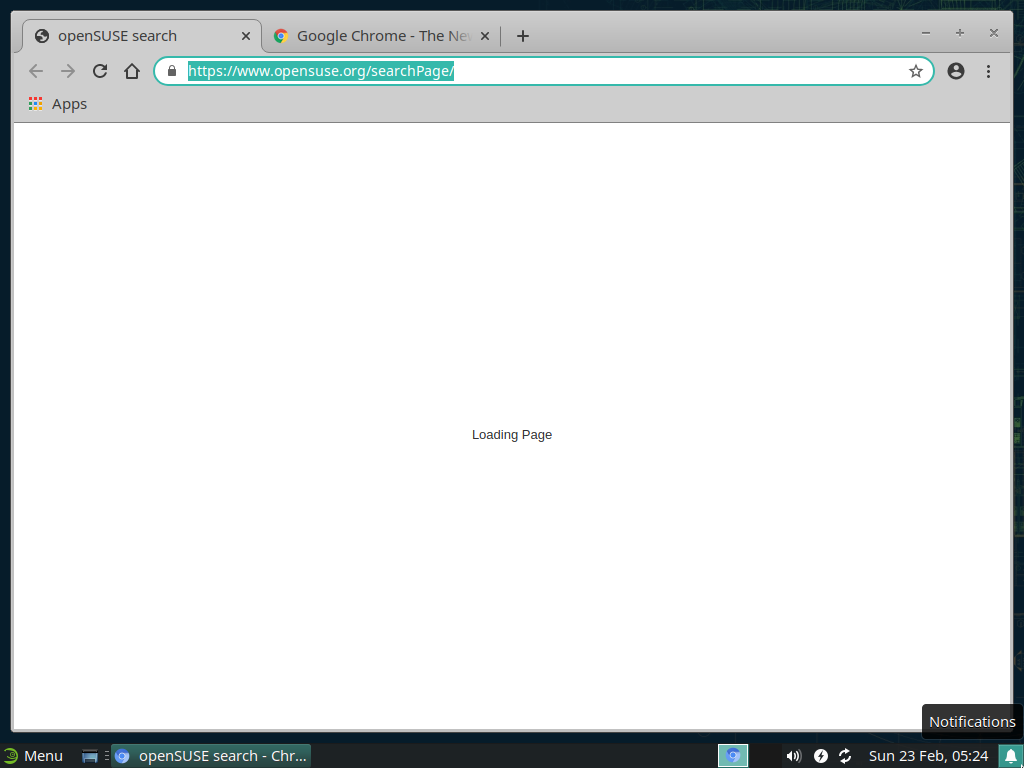 openSUSE search
Google Chrome - The Ne
https://www.opensuse.org/searchPage/
Apps
Loading Page
Notifications
Menu
openSUSE search - Chr...
Sun 23 Feb, 05:24